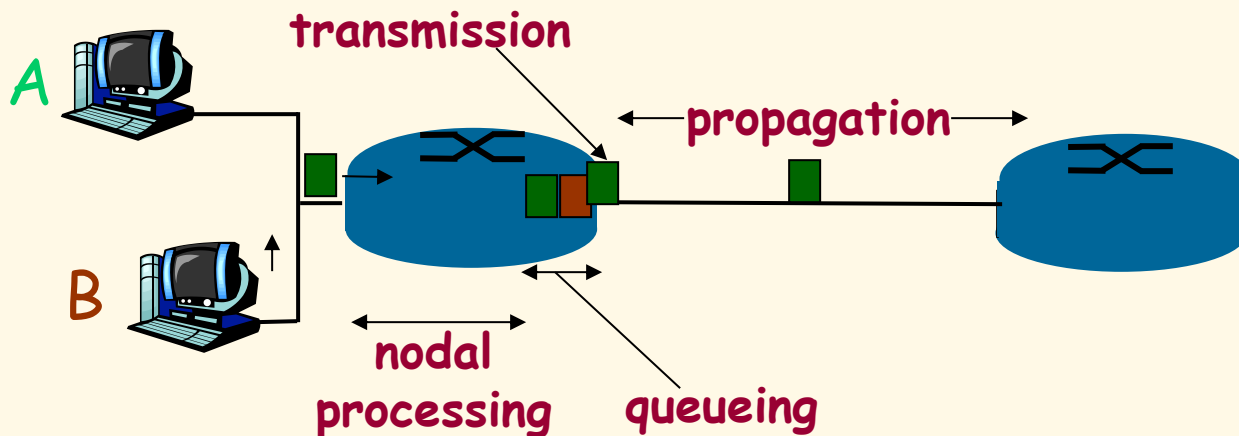 transmission
A
propagation
B
nodal
processing
queueing